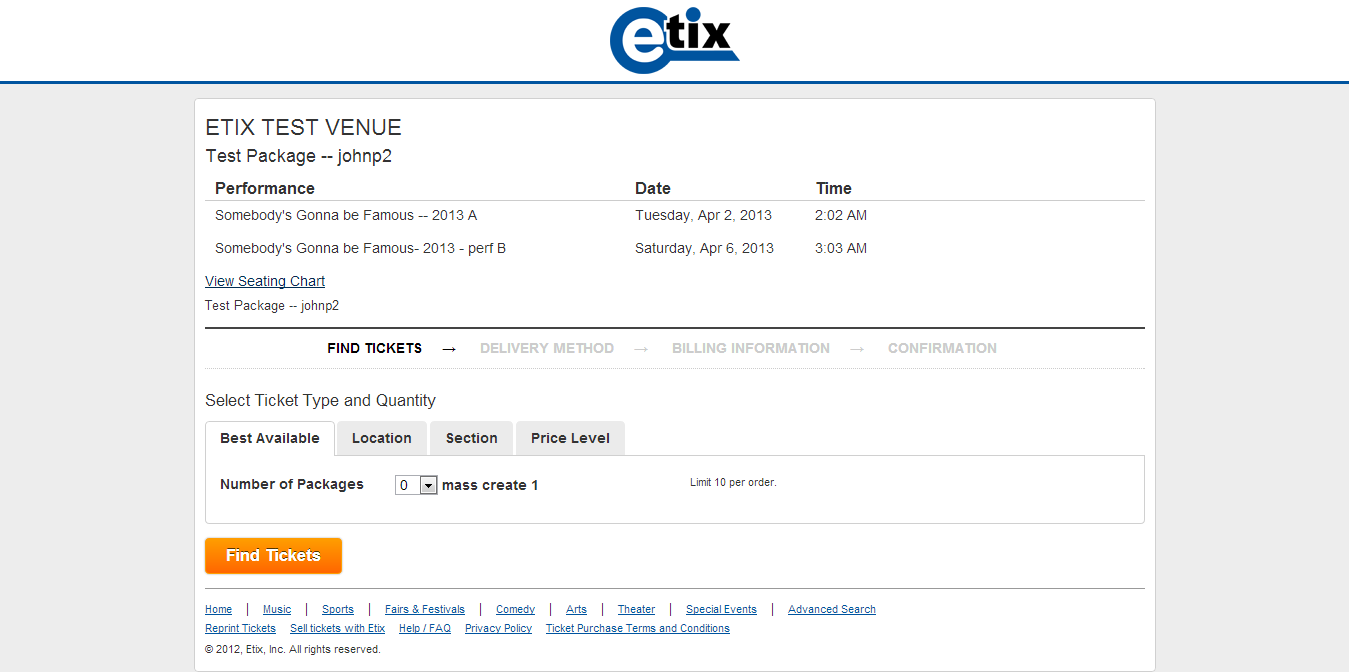 etix
ETIX TEST VENUE
Test Package -- johnp2
Performance Date Time
Somebody's Gonna be Famous -- 2013 A Tuesday, Apr 2, 2013 2:02 AM
Somebody's Gonna be Famous- 2013 - perf B Saturday, Apr 6, 2013 3:03 AM
View Seating Chart
Test Package -- johnp2
FIND TICKETS → DELIVERY METHOD → BILLING INFORMATION → CONFIRMATION
Select Ticket Type and Quantity
Best Available Location Section Price Level
Number of Packages 0 mass create 1 Limit 10 per order.
Find Tickets
Home | Music | Sports | Fairs & Festivals | Comedy | Arts | Theater | Special Events | Advanced Search
Reprint Tickets Sell tickets with Etix Help / FAQ Privacy Policy Ticket Purchase Terms and Conditions
© 2012, Etix, Inc. All rights reserved.